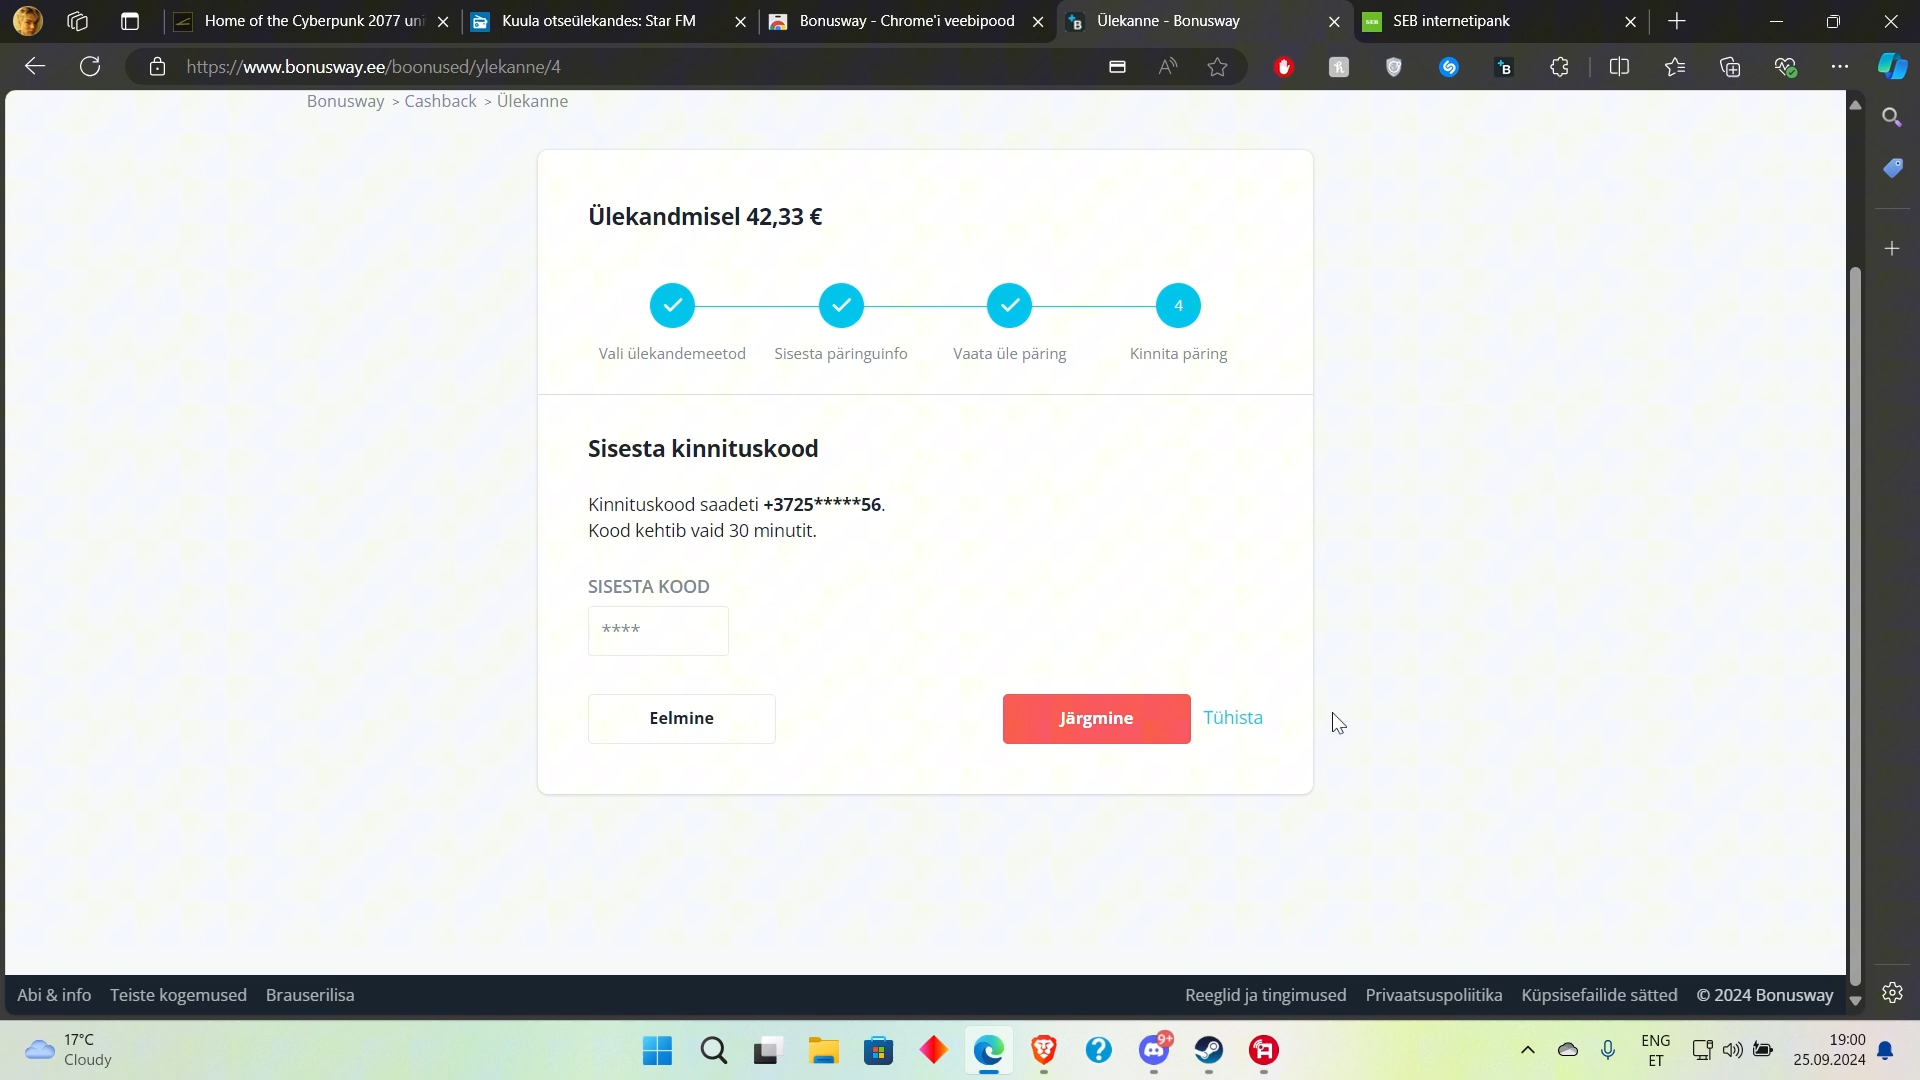 Home of the Cyberpunk 2077 uni
Kuula otseülekandes: Star FM
Bonusway - Chrome'i veebipood
Ülekanne - Bonusway
SEB internetipank
https://www.bonusway.ee/boonused/ylekanne/4
Bonusway > Cashback > Ülekanne
Ülekandmisel 42,33 €
4
Vali ülekandemeetod
Sisesta päringuinfo
Vaata üle päring
Kinnita päring
Sisesta kinnituskood
Kinnituskood saadeti +3725*****56.
Kood kehtib vaid 30 minutit.
SISESTA KOOD
****
Eelmine
Järgmine
Tühista
Abi & info
Teiste kogemused
Brauserilisa
Reeglid ja tingimused
Privaatsuspoliitika
Küpsisefailide sätted
© 2024 Bonusway
17°C
Cloudy
9+
ENG
ET
19:00
25.09.2024